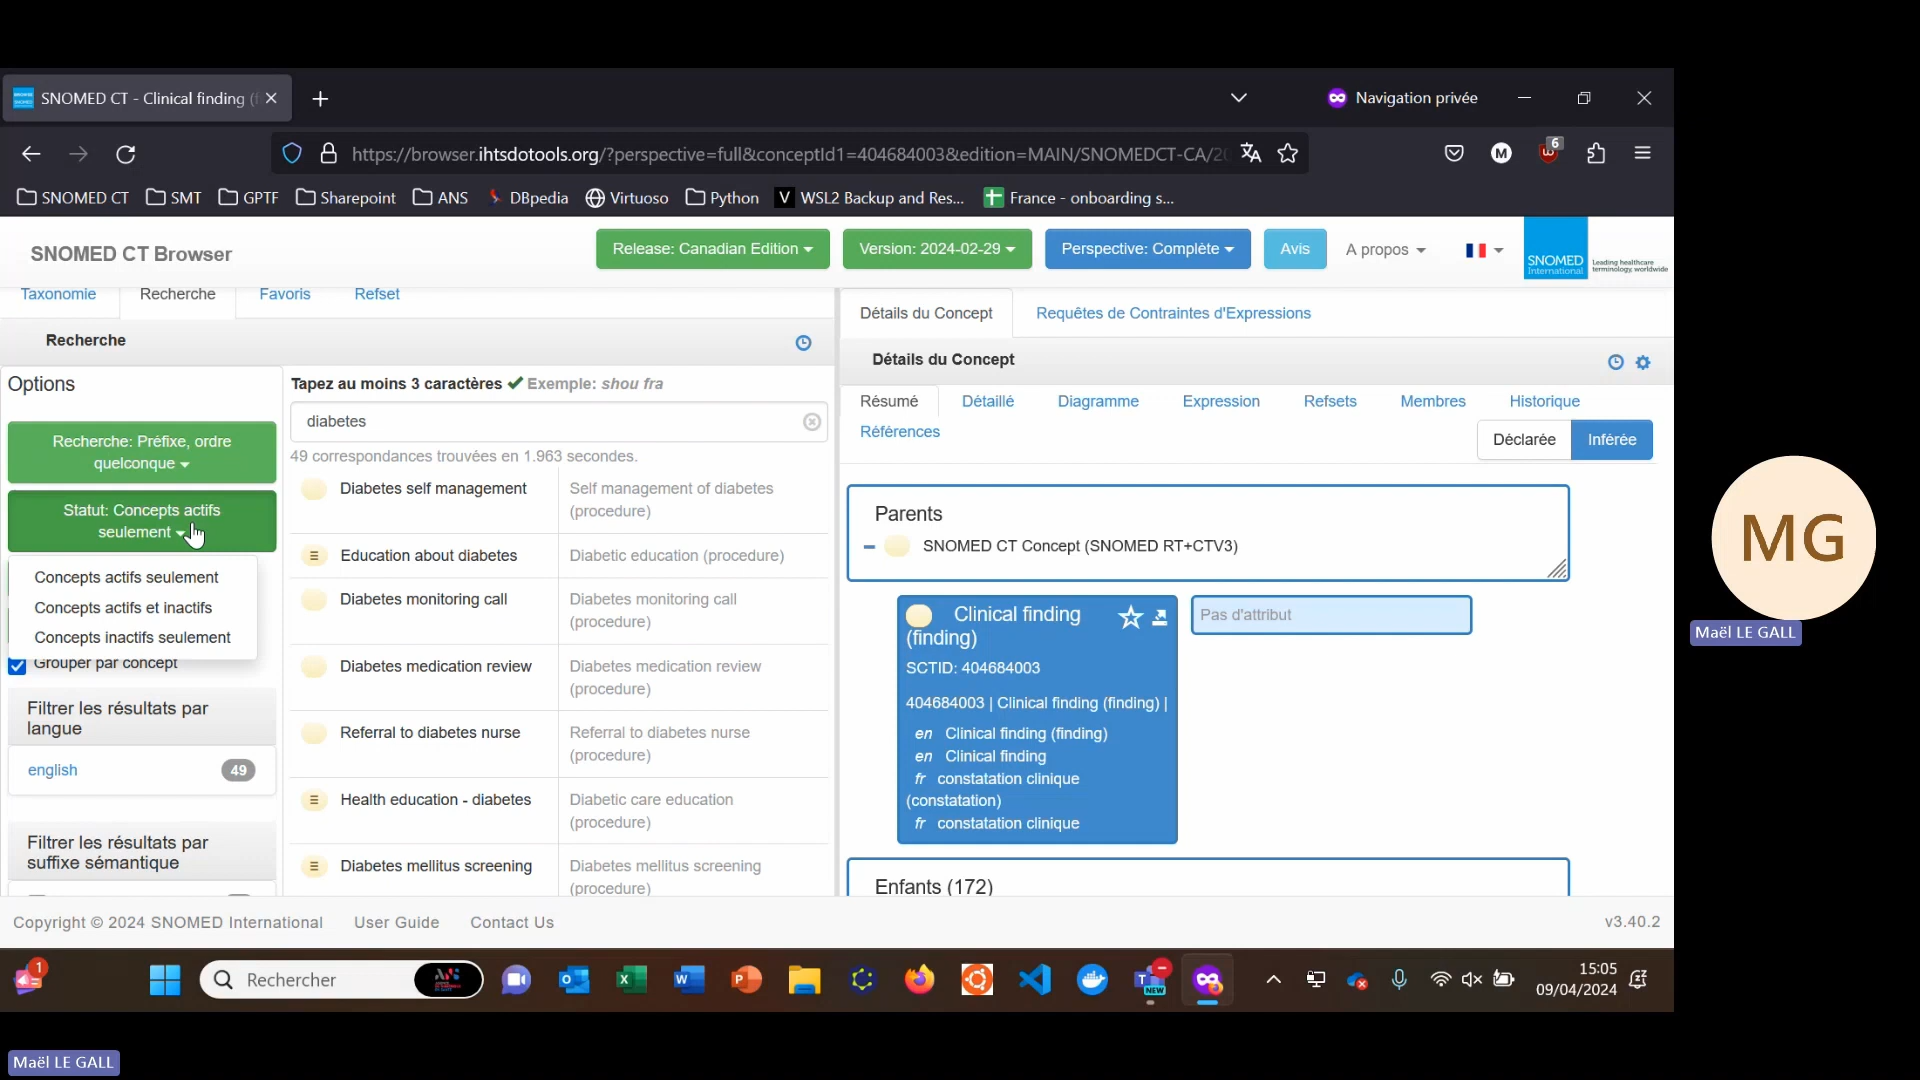 SNOMED CT - Clinical finding (f
Navigation privée
https://browser.ihtsdotools.org/?perspective=full&conceptId1=404684003&edition=MAIN/SNOMEDCT-CA/20
M
6
SNOMED CT
SMT
GPTF
Sharepoint
ANS
DBpedia
Virtuoso
Python
V
WSL2 Backup and Res...
France - onboarding s...
SNOMED CT Browser
Release: Canadian Edition
Version: 2024-02-29
Perspective: Complète
Avis
A propos
SNOMED
International
Leading healthcare
terminology, worldwide
Taxonomie
Recherche
Favoris
Refset
Recherche
Options
Recherche: Préfixe, ordre
quelconque
Statut: Concepts actifs
seulement
Concepts actifs seulement
Concepts actifs et inactifs
Concepts inactifs seulement
Grouper par concept
Filtrer les résultats par
langue
english
49
Filtrer les résultats par
suffixe sémantique
Tapez au moins 3 caractères
Exemple: shou fra
diabetes
49 correspondances trouvées en 1.963 secondes.
Diabetes self management
Self management of diabetes
(procedure)
Education about diabetes
Diabetic education (procedure)
Diabetes monitoring call
Diabetes monitoring call
(procedure)
Diabetes medication review
Diabetes medication review
(procedure)
Referral to diabetes nurse
Referral to diabetes nurse
(procedure)
Health education - diabetes
Diabetic care education
(procedure)
Diabetes mellitus screening
Diabetes mellitus screening
(procedure)
Détails du Concept
Requêtes de Contraintes d'Expressions
Détails du Concept
Résumé
Détaillé
Diagramme
Expression
Refsets
Membres
Historique
Références
Déclarée
Inférée
Parents
SNOMED CT Concept (SNOMED RT+CTV3)
Clinical finding
(finding)
SCTID: 404684003
404684003 | Clinical finding (finding) |
en Clinical finding (finding)
en Clinical finding
fr constatation clinique
(constatation)
fr constatation clinique
Pas d'attribut
Enfants (172)
Copyright © 2024 SNOMED International
User Guide
Contact Us
v3.40.2
1
Rechercher
NEW
15:05
09/04/2024
MG
Maël LE GALL
Maël LE GALL